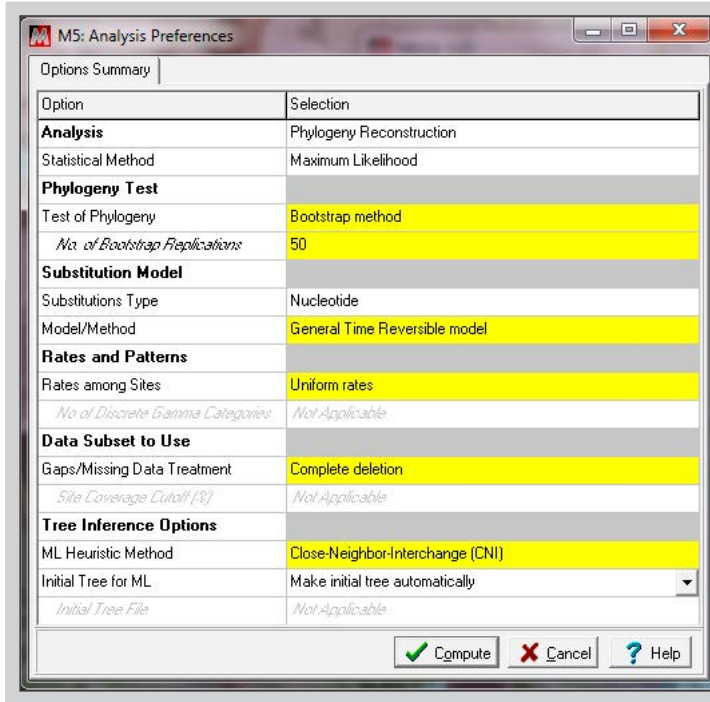 M5: Analysis Preferences
Options Summary
Option Selection
Analysis Phylogeny Reconstruction
Statistical Method Maximum Likelihood
Phylogeny Test
Test of Phylogeny Bootstrap method
No. of Bootstrap Replications 50
Substitution Model
Substitutions Type Nucleotide
Model/Method General Time Reversible model
Rates and Patterns
Rates among Sites Uniform rates
No of Discrete Gamma Categories Not Applicable
Data Subset to Use
Gaps/Missing Data Treatment Complete deletion
Site Coverage Cutoff (%) Not Applicable
Tree Inference Options
ML Heuristic Method Close-Neighbor-Interchange (CNI)
Initial Tree for ML Make initial tree automatically
Initial Tree File Not Applicable
Compute Cancel ? Help